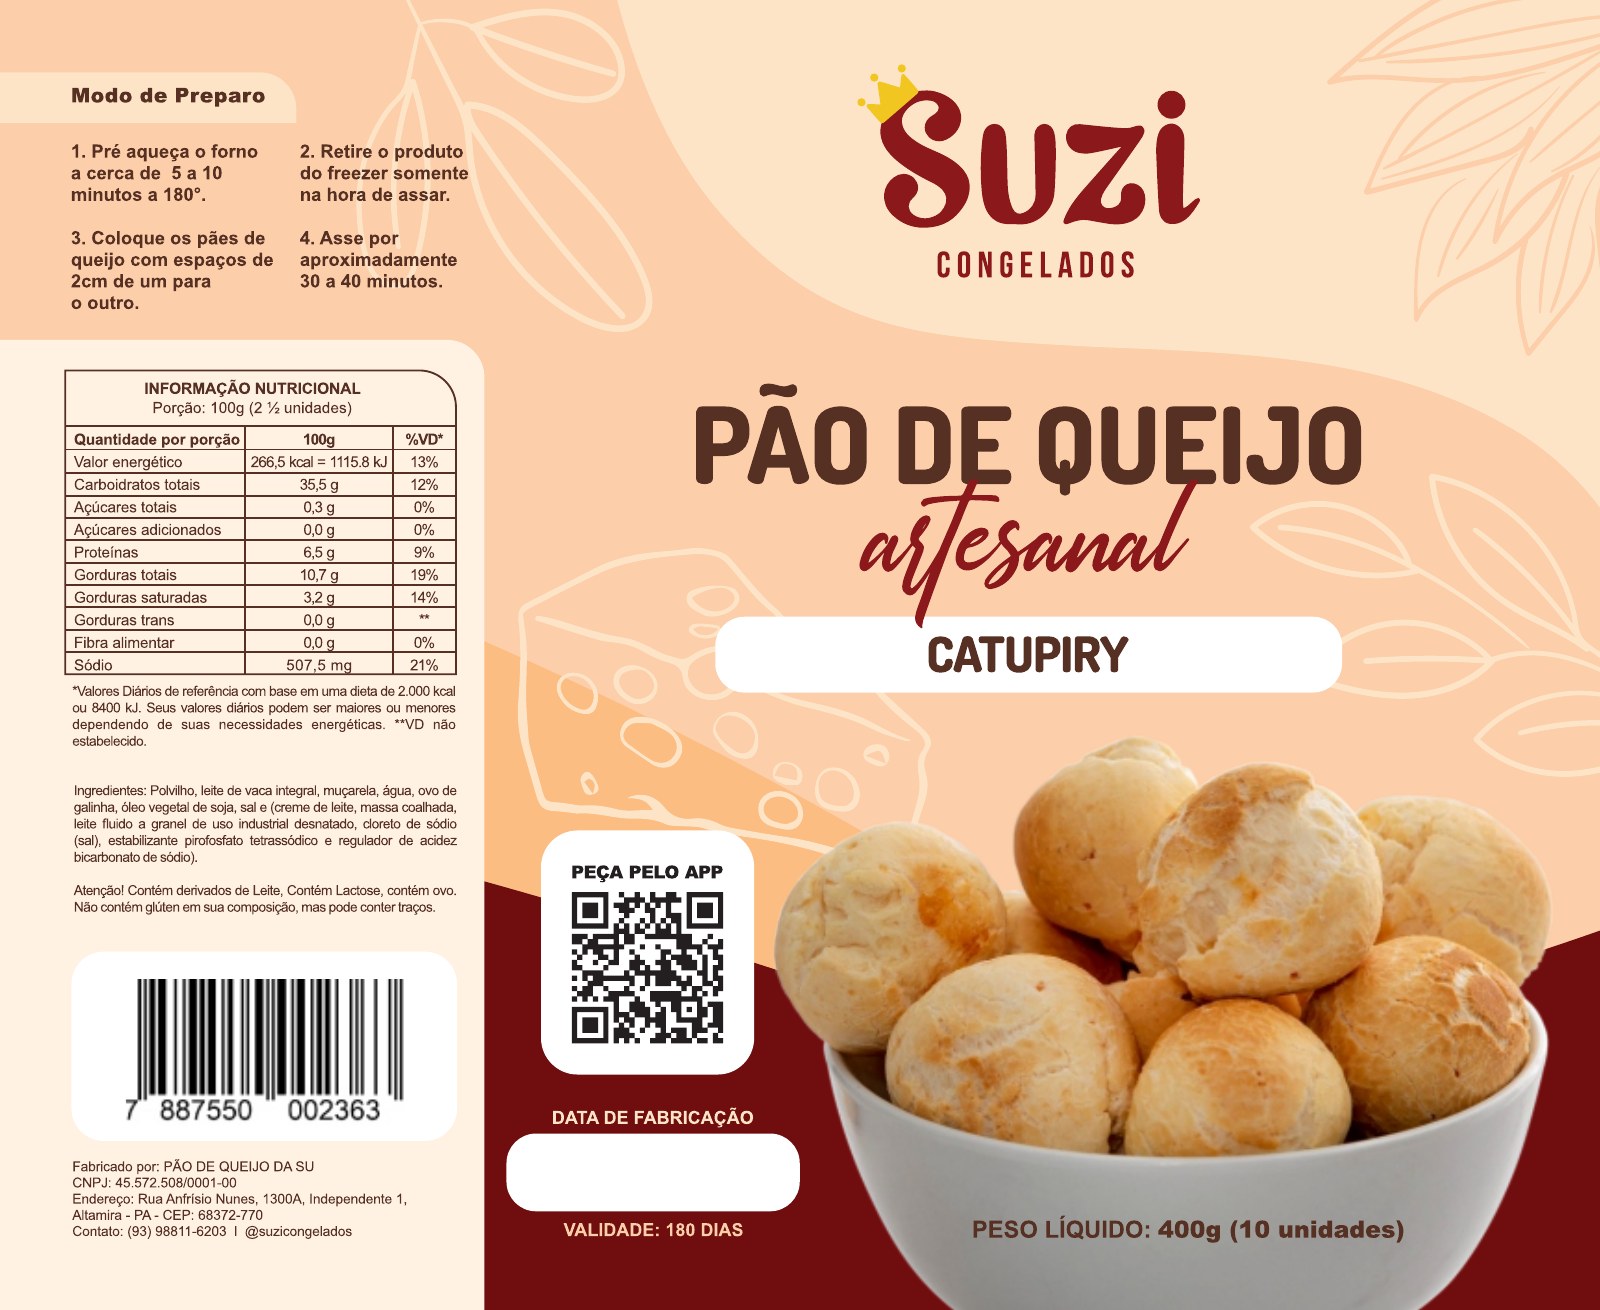 Modo de Preparo
1. Pré aqueça o forno
a cerca de  5 a 10
minutos a 180°.
2. Retire o produto
do freezer somente
na hora de assar.
3. Coloque os pães de
queijo com espaços de
2cm de um para
o outro.
4. Asse por
aproximadamente
30 a 40 minutos.
INFORMAÇÃO NUTRICIONAL
Porção: 100g (2 ½ unidades)
Quantidade por porção 100g %VD*
Valor energético 266,5 kcal = 1115.8 kJ 13%
Carboidratos totais 35,5 g 12%
Açúcares totais 0,3 g 0%
Açúcares adicionados 0,0 g 0%
Proteínas 6,5 g 9%
Gorduras totais 10,7 g 19%
Gorduras saturadas 3,2 g 14%
Gorduras trans 0,0 g **
Fibra alimentar 0,0 g 0%
Sódio 507,5 mg 21%
*Valores Diários de referência com base em uma dieta de 2.000 kcal
ou 8400 kJ. Seus valores diários podem ser maiores ou menores
dependendo de suas necessidades energéticas. **VD não
estabelecido.
Ingredientes: Polvilho, leite de vaca integral, muçarela, água, ovo de
galinha, óleo vegetal de soja, sal e (creme de leite, massa coalhada,
leite fluido a granel de uso industrial desnatado, cloreto de sódio
(sal), estabilizante pirofosfato tetrassódico e regulador de acidez
bicarbonato de sódio).
Atenção! Contém derivados de Leite, Contém Lactose, contém ovo.
Não contém glúten em sua composição, mas pode conter traços.
7 887550 002363
Fabricado por: PÃO DE QUEIJO DA SU
CNPJ: 45.572.508/0001-00
Endereço: Rua Anfrísio Nunes, 1300A, Independente 1,
Altamira - PA - CEP: 68372-770
Contato: (93) 98811-6203 I @suzicongelados
Suzi
CONGELADOS
PÃO DE QUEIJO
artesanal
CATUPIRY
PEÇA PELO APP
DATA DE FABRICAÇÃO
VALIDADE: 180 DIAS
PESO LÍQUIDO: 400g (10 unidades)